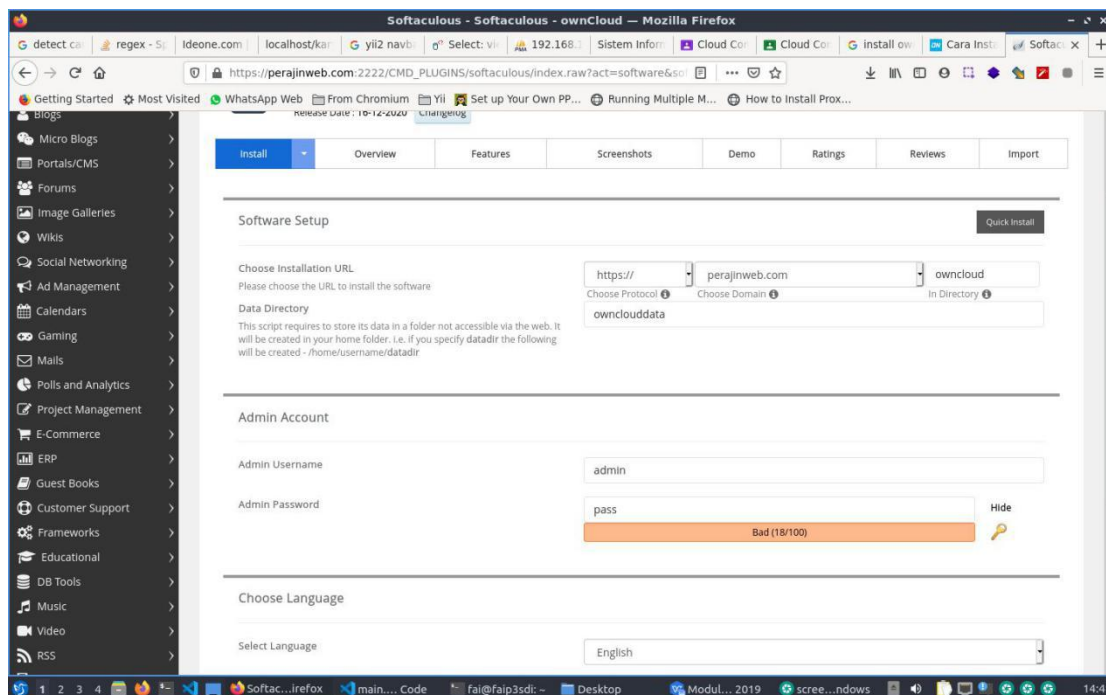 Softaculous - Softaculous - ownCloud — Mozilla Firefox
detect ca regex - Sp Ideone.com localhost/kar yii2 navb Select: vi 192.168. Sistem Inform Cloud Con Cloud Con install ow Cara Insta Softacu
https://perajinweb.com:2222/CMD_PLUGINS/softaculous/index.raw?act=software&sof
Getting Started Most Visited WhatsApp Web From Chromium Yii Set up Your Own PP... Running Multiple M... How to Install Prox...
Blogs
Micro Blogs
Portals/CMS
Forums
Image Galleries
Wikis
Social Networking
Ad Management
Calendars
Gaming
Mails
Polls and Analytics
Project Management
E-Commerce
ERP
Guest Books
Customer Support
Frameworks
Educational
DB Tools
Music
Video
RSS
Release Date : 16-12-2020 Changelog
Install Overview Features Screenshots Demo Ratings Reviews Import
Software Setup
Quick Install
Choose Installation URL
Please choose the URL to install the software
https:// perajinweb.com owncloud
Choose Protocol Choose Domain In Directory
Data Directory
This script requires to store its data in a folder not accessible via the web. It
will be created in your home folder. i.e. if you specify datadir the following
will be created - /home/username/datadir
ownclouddata
Admin Account
Admin Username
admin
Admin Password
pass
Hide
Bad (18/100)
Choose Language
Select Language
English
1 2 3 4 Softac...irefox main.... Code fai@faip3sdi: ~ Desktop Modul... 2019 scree...ndows 14:4